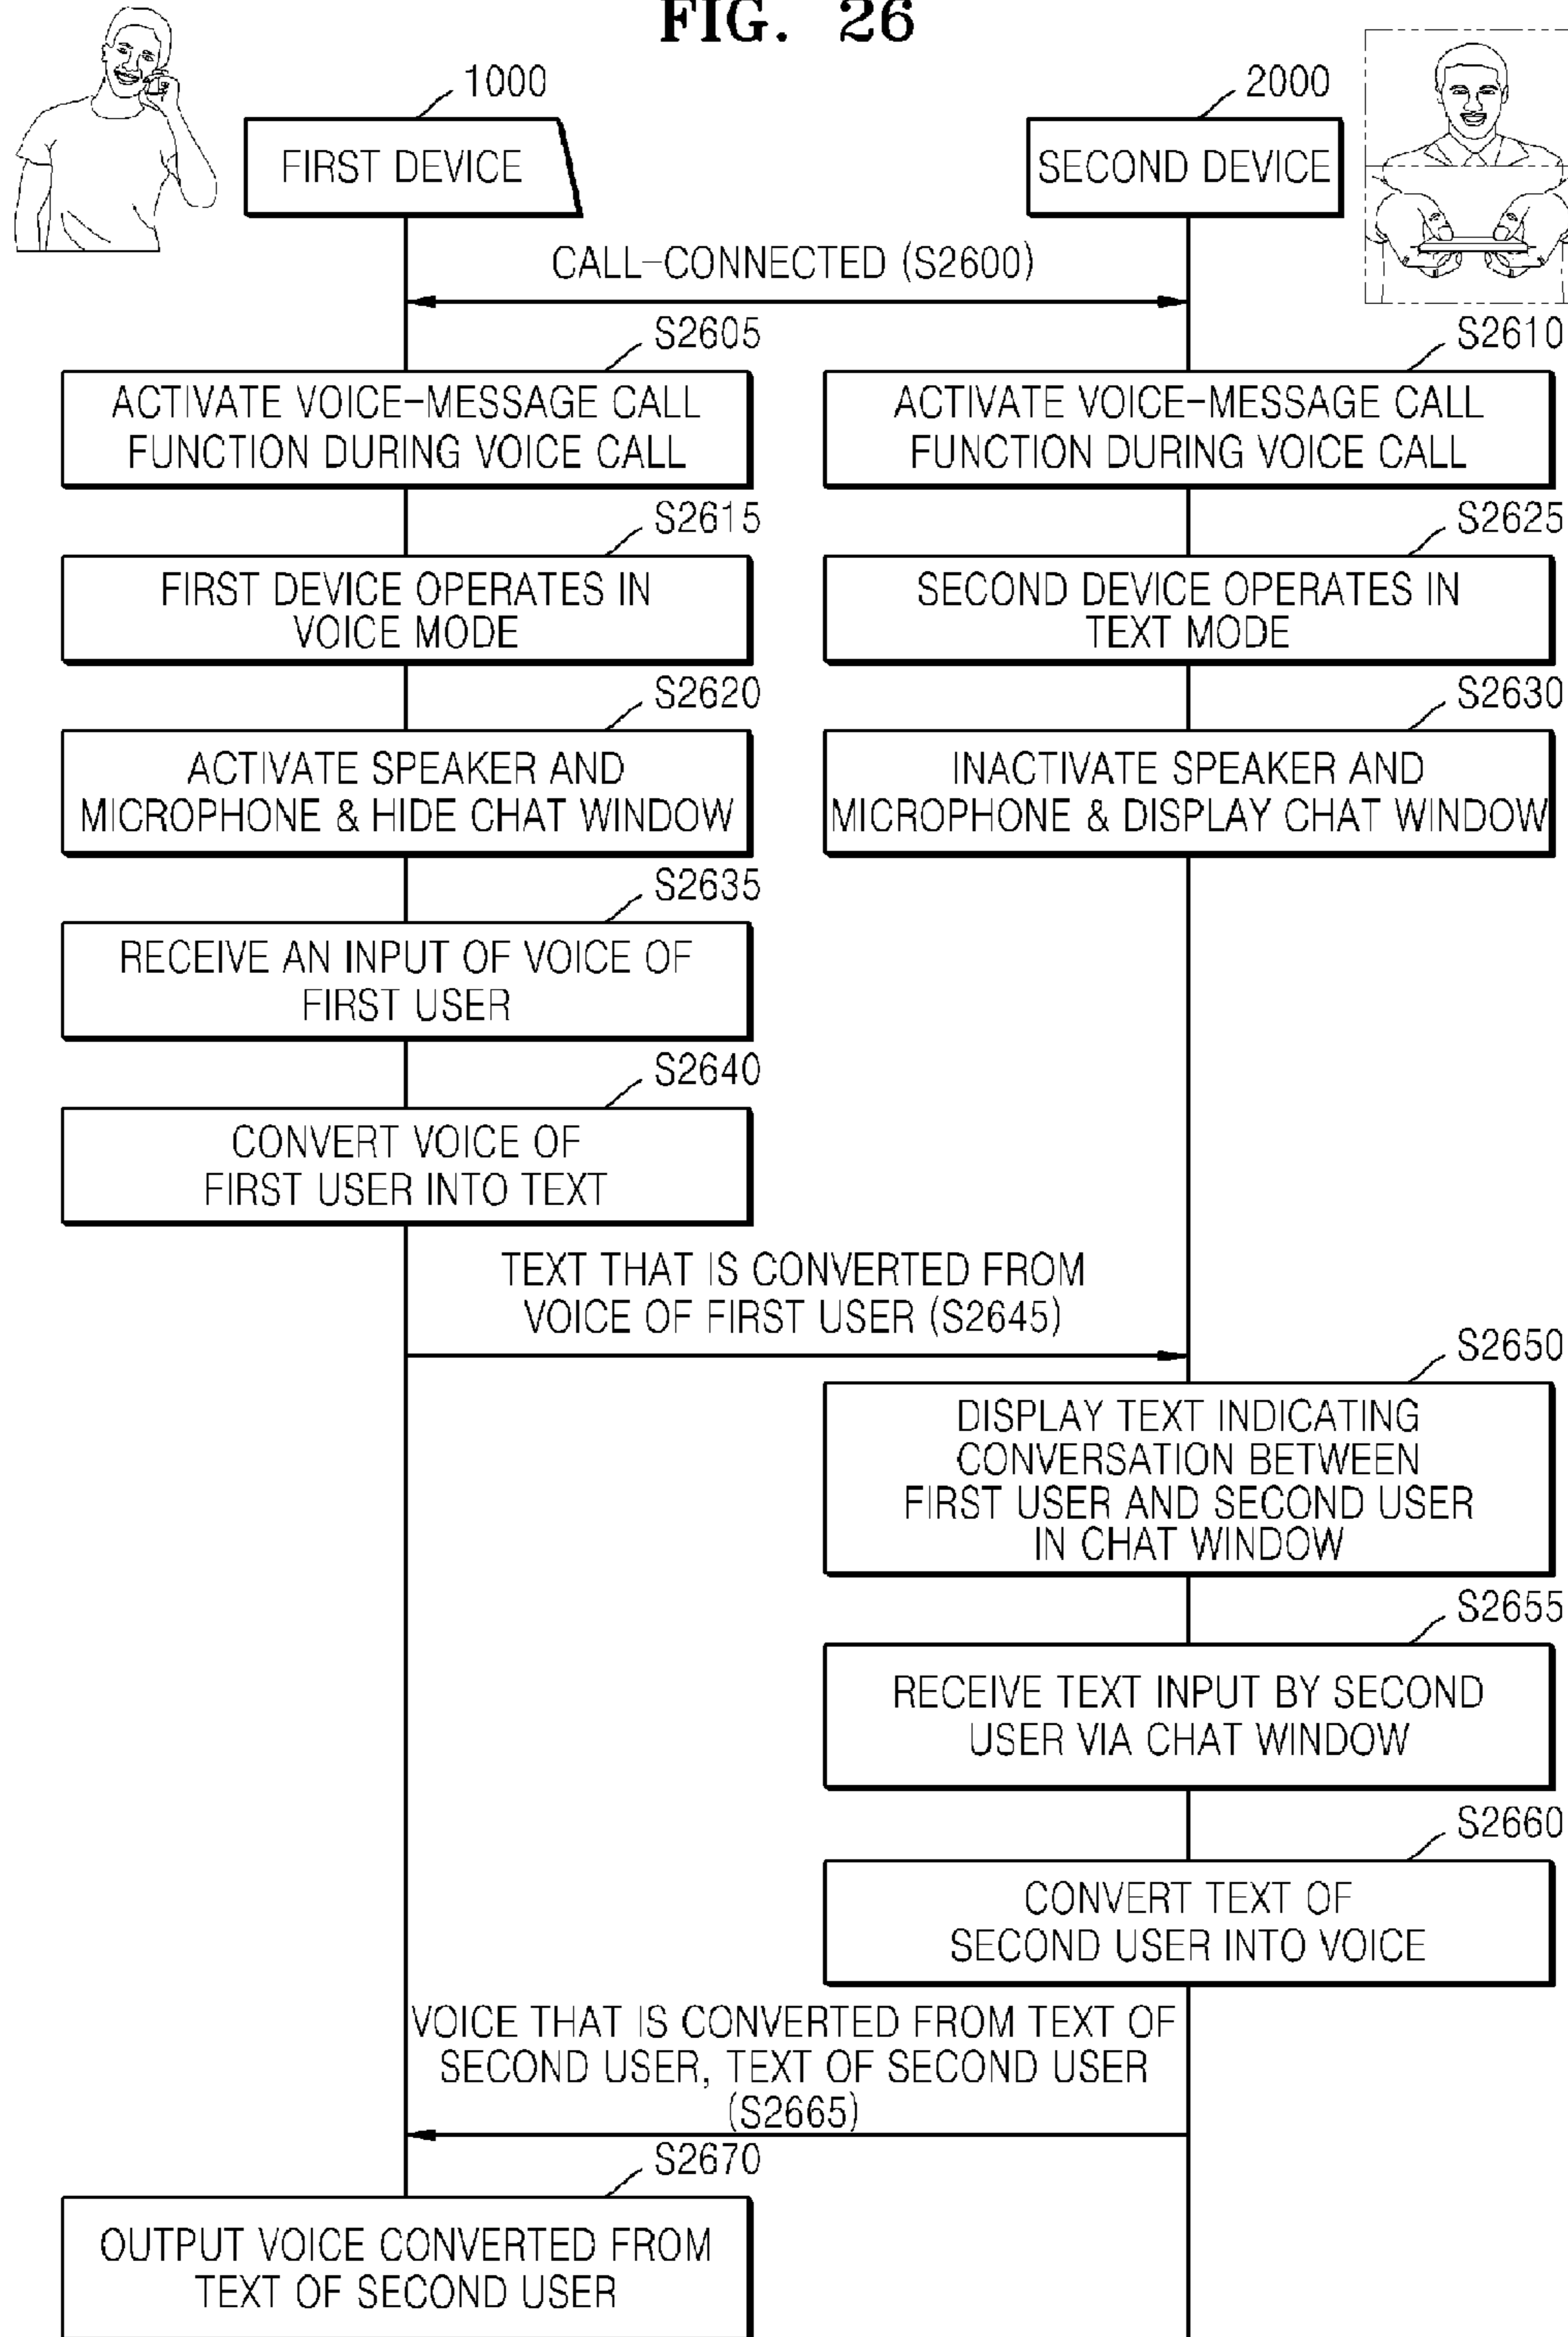 FIG. 26
1000
2000
FIRST DEVICE
SECOND DEVICE
CALL-CONNECTED (S2600)
S2605
S2610
ACTIVATE VOICE-MESSAGE CALL
FUNCTION DURING VOICE CALL
ACTIVATE VOICE-MESSAGE CALL
FUNCTION DURING VOICE CALL
S2615
S2625
FIRST DEVICE OPERATES IN
VOICE MODE
SECOND DEVICE OPERATES IN
TEXT MODE
S2620
S2630
ACTIVATE SPEAKER AND
MICROPHONE & HIDE CHAT WINDOW
INACTIVATE SPEAKER AND
MICROPHONE & DISPLAY CHAT WINDOW
S2635
RECEIVE AN INPUT OF VOICE OF
FIRST USER
S2640
CONVERT VOICE OF
FIRST USER INTO TEXT
TEXT THAT IS CONVERTED FROM
VOICE OF FIRST USER (S2645)
S2650
DISPLAY TEXT INDICATING
CONVERSATION BETWEEN
FIRST USER AND SECOND USER
IN CHAT WINDOW
S2655
RECEIVE TEXT INPUT BY SECOND
USER VIA CHAT WINDOW
S2660
CONVERT TEXT OF
SECOND USER INTO VOICE
VOICE THAT IS CONVERTED FROM TEXT OF
SECOND USER, TEXT OF SECOND USER
(S2665)
S2670
OUTPUT VOICE CONVERTED FROM
TEXT OF SECOND USER